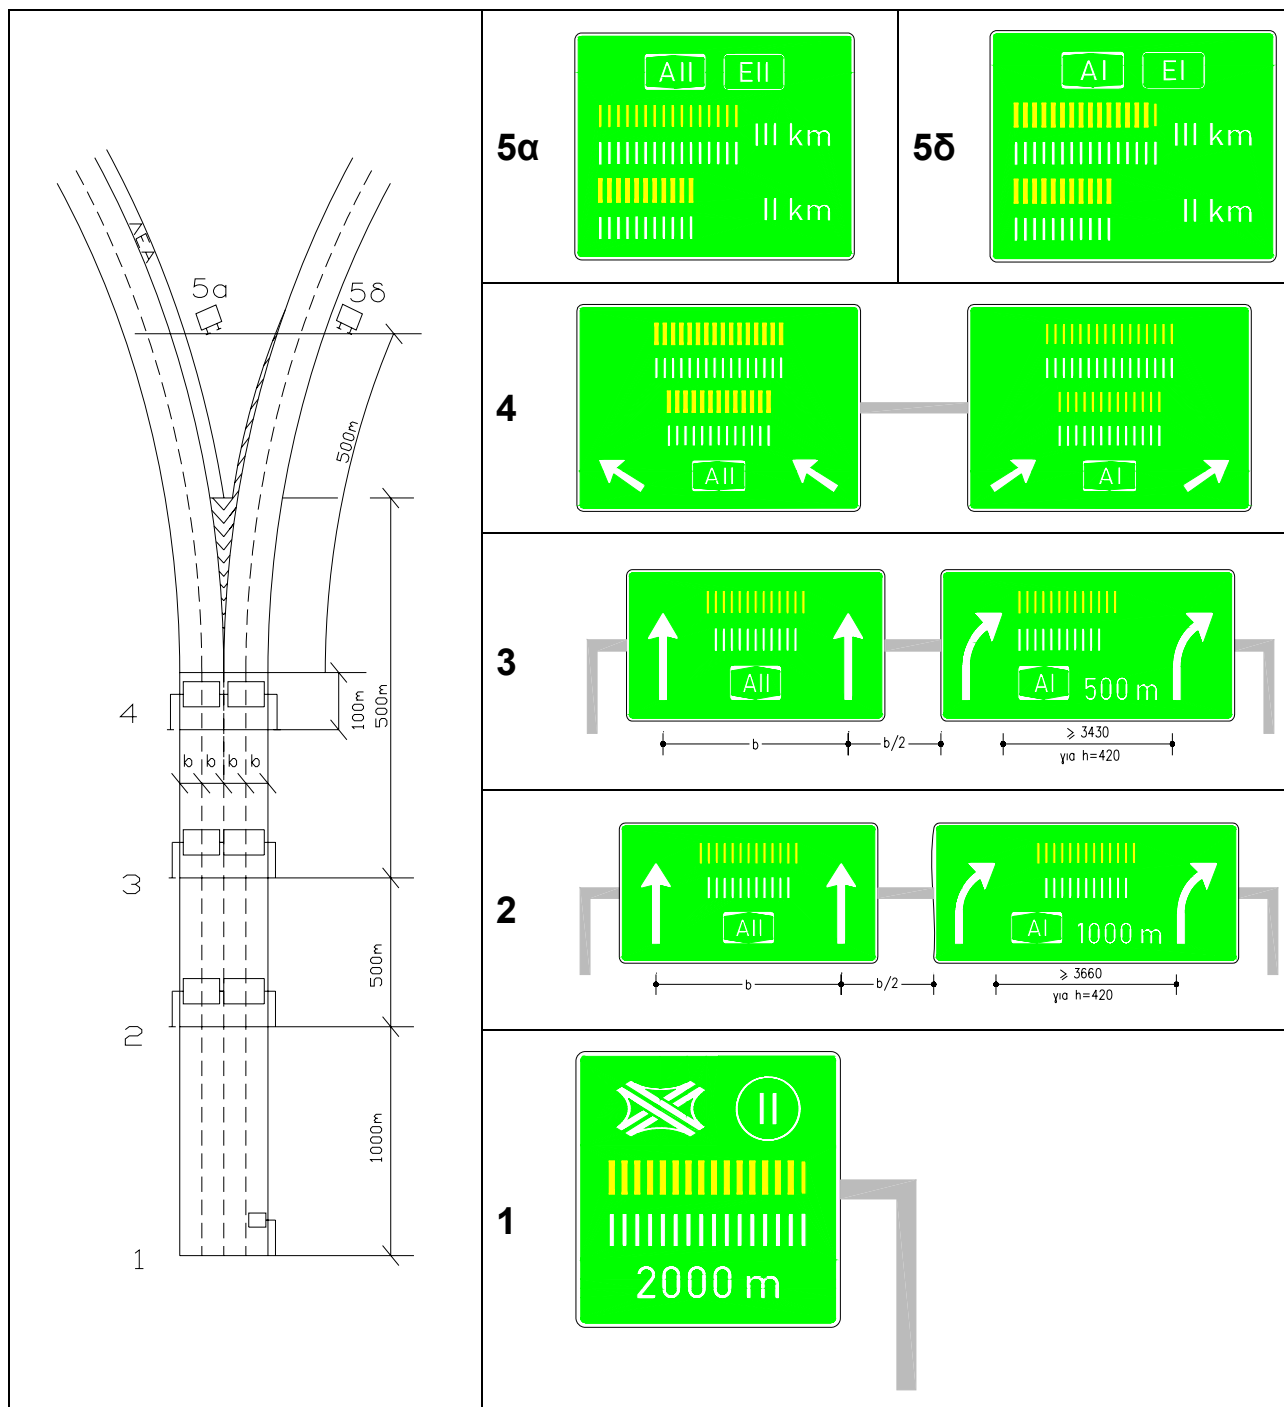 ΛΕΑ
5α
5δ
500m
100m
500m
4
b b b b
3
500m
2
1000m
1
5α
AII EII
III km
II km
5δ
AI EI
III km
II km
4
AII
AI
3
AII
AI 500 m
b
b/2
⩾ 3430
για h=420
2
AII
AI 1000 m
b
b/2
⩾ 3660
για h=420
1
II
2000 m